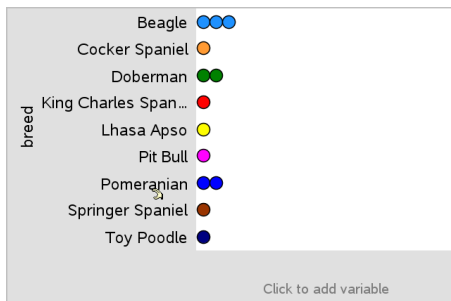 Beagle
Cocker Spaniel
Doberman
King Charles Span...
Lhasa Apso
Pit Bull
Pomeranian
Springer Spaniel
Toy Poodle
breed
Click to add variable